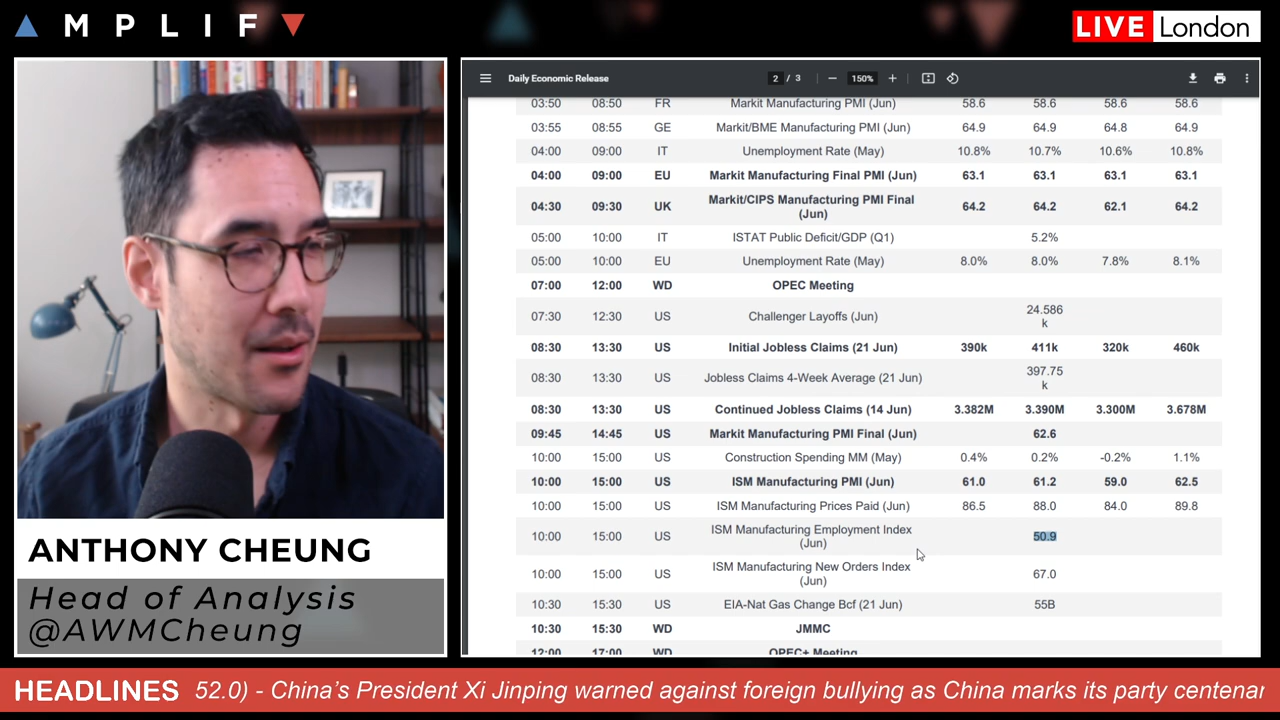 AMPLIFY
LIVE London
Daily Economic Release
2 / 3
150%
03:50 08:50 FR Markit Manufacturing PMI (Jun) 58.6 58.6 58.6 58.6
03:55 08:55 GE Markit/BME Manufacturing PMI (Jun) 64.9 64.9 64.8 64.9
04:00 09:00 IT Unemployment Rate (May) 10.8% 10.7% 10.6% 10.8%
04:00 09:00 EU Markit Manufacturing Final PMI (Jun) 63.1 63.1 63.1 63.1
04:30 09:30 UK Markit/CIPS Manufacturing PMI Final
(Jun) 64.2 64.2 62.1 64.2
05:00 10:00 IT ISTAT Public Deficit/GDP (Q1) 5.2%
05:00 10:00 EU Unemployment Rate (May) 8.0% 8.0% 7.8% 8.1%
07:00 12:00 WD OPEC Meeting
07:30 12:30 US Challenger Layoffs (Jun) 24.586
k
08:30 13:30 US Initial Jobless Claims (21 Jun) 390k 411k 320k 460k
08:30 13:30 US Jobless Claims 4-Week Average (21 Jun) 397.75
k
08:30 13:30 US Continued Jobless Claims (14 Jun) 3.382M 3.390M 3.300M 3.678M
09:45 14:45 US Markit Manufacturing PMI Final (Jun) 62.6
10:00 15:00 US Construction Spending MM (May) 0.4% 0.2% -0.2% 1.1%
10:00 15:00 US ISM Manufacturing PMI (Jun) 61.0 61.2 59.0 62.5
10:00 15:00 US ISM Manufacturing Prices Paid (Jun) 86.5 88.0 84.0 89.8
10:00 15:00 US ISM Manufacturing Employment Index
(Jun) 50.9
10:00 15:00 US ISM Manufacturing New Orders Index
(Jun) 67.0
10:30 15:30 US EIA-Nat Gas Change Bcf (21 Jun) 55B
10:30 15:30 WD JMMC
12:00 17:00 WD OPEC+ Meeting
ANTHONY CHEUNG
Head of Analysis
@AWMCheung
HEADLINES 52.0) - China's President Xi Jinping warned against foreign bullying as China marks its party centenar